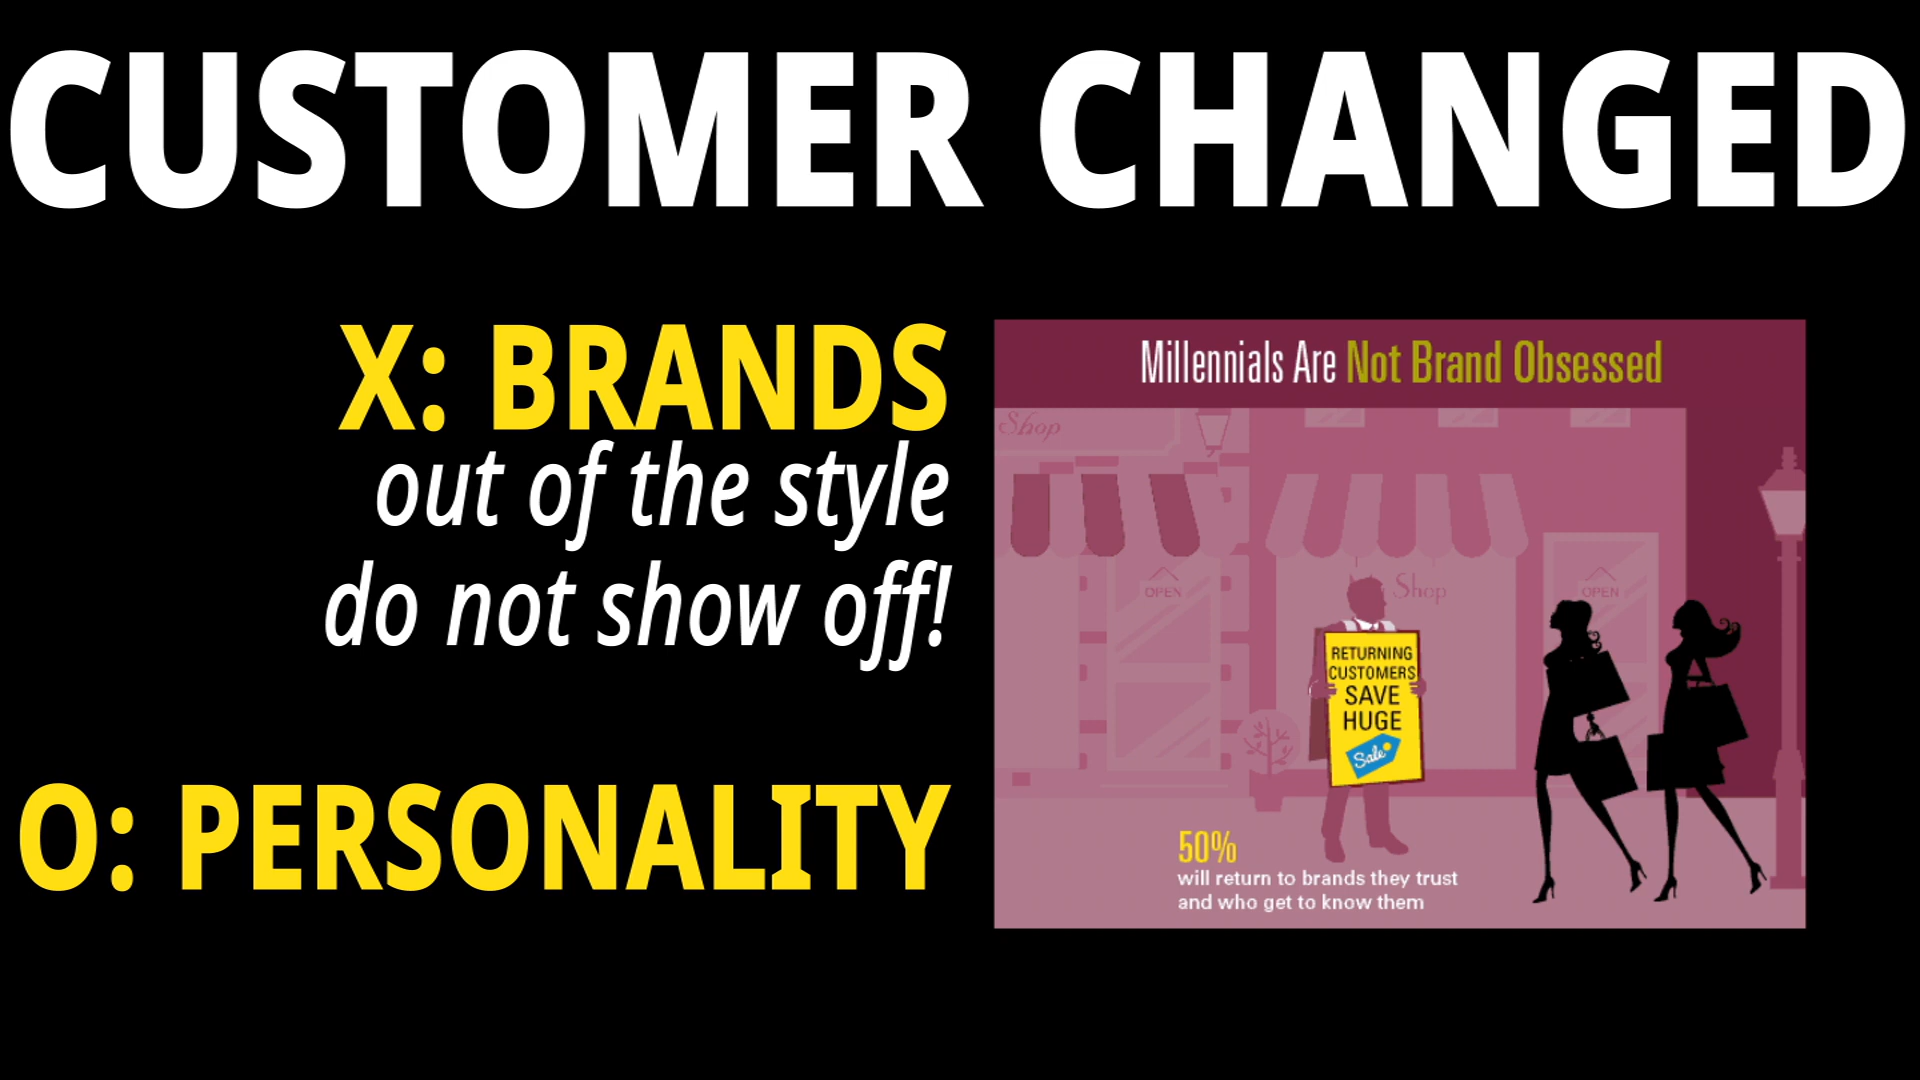 CUSTOMER CHANGED
X: BRANDS
out of the style
do not show off!
O: PERSONALITY
Millennials Are Not Brand Obsessed
Shop
OPEN
Shop
OPEN
RETURNING
CUSTOMERS
SAVE
HUGE
Sale
50%
will return to brands they trust
and who get to know them